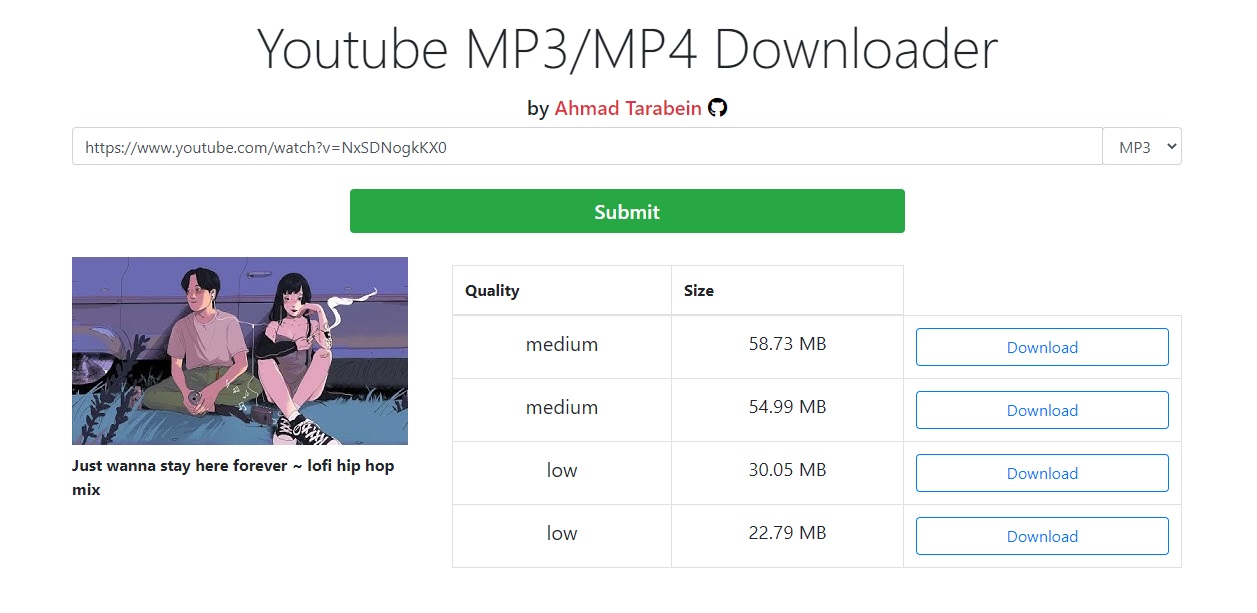 Youtube MP3/MP4 Downloader
by Ahmad Tarabein
https://www.youtube.com/watch?v=NxSDNogkKX0 MP3
Submit
Quality Size
medium 58.73 MB Download
medium 54.99 MB Download
low 30.05 MB Download
low 22.79 MB Download
Just wanna stay here forever ~ lofi hip hop
mix